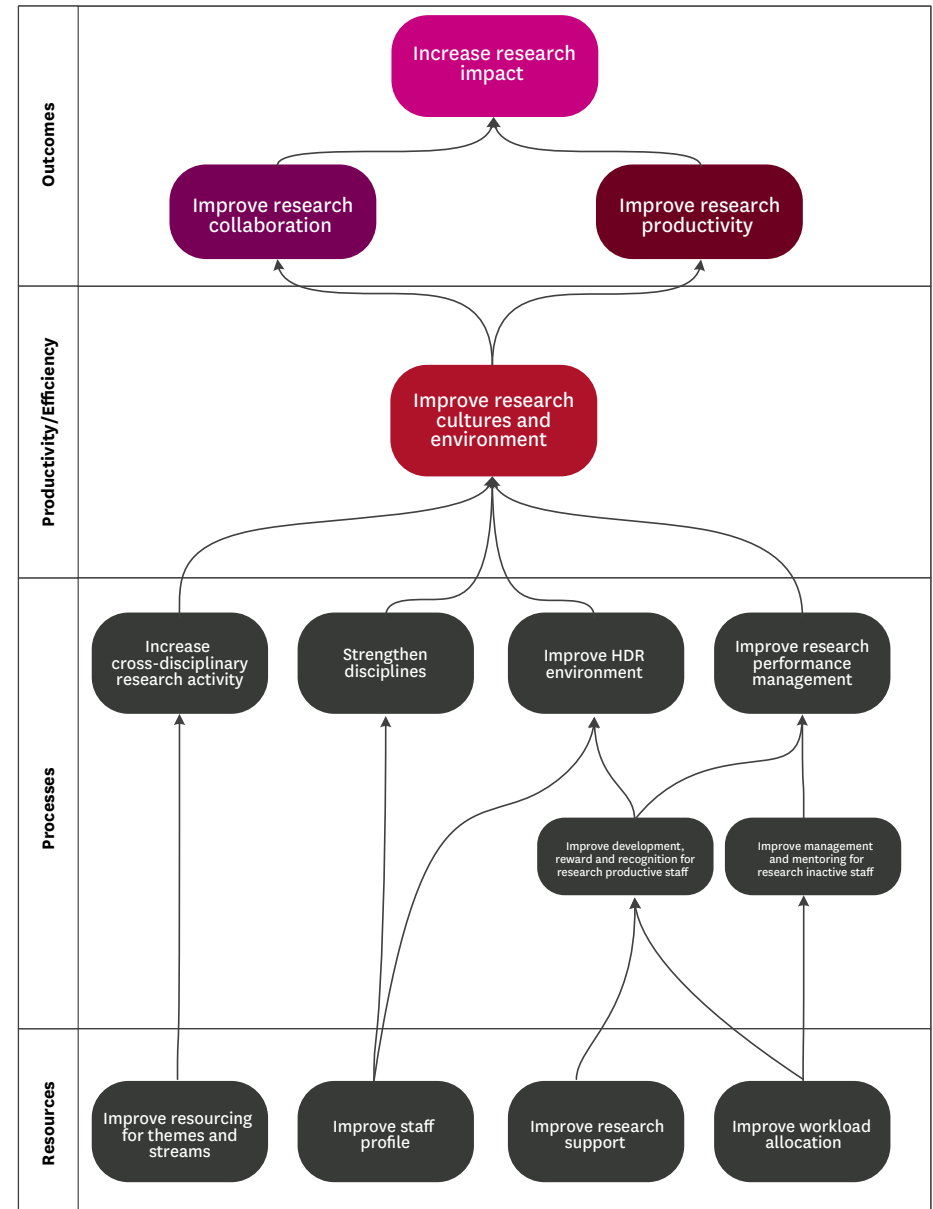 Outcomes
Increase research
impact
Improve research
collaboration
Improve research
productivity
Productivity/Efficiency
Improve research
cultures and
environment
Processes
Increase
cross-disciplinary
research activity
Strengthen
disciplines
Improve HDR
environment
Improve research
performance
management
Improve development,
reward and recognition for
research productive staff
Improve management
and mentoring for
research inactive staff
Resources
Improve resourcing
for themes and
streams
Improve staff
profile
Improve research
support
Improve workload
allocation